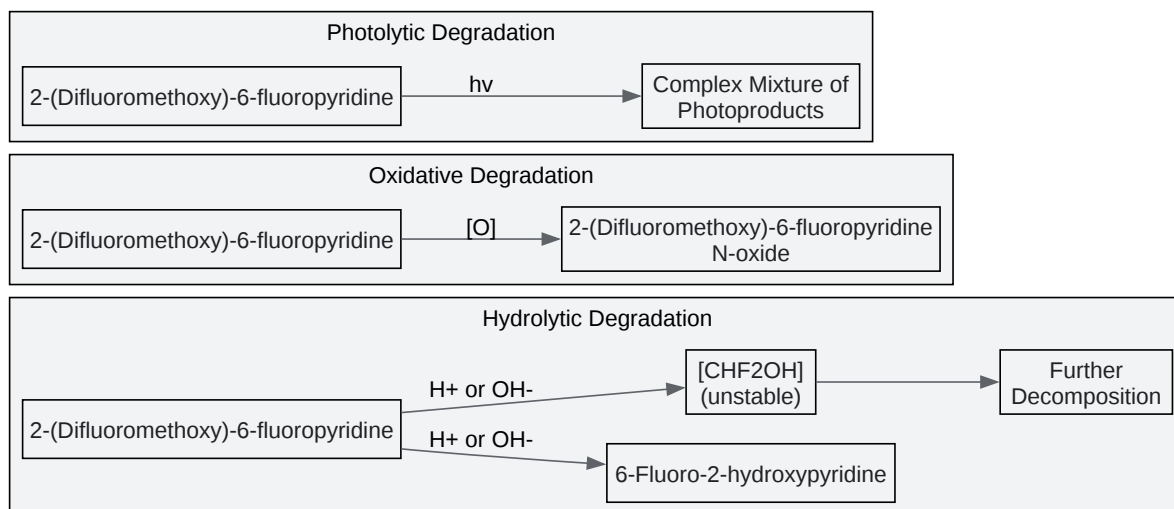 Photolytic Degradation
2-(Difluoromethoxy)-6-fluoropyridine
hv
Complex Mixture of
Photoproducts
Oxidative Degradation
2-(Difluoromethoxy)-6-fluoropyridine
[O]
2-(Difluoromethoxy)-6-fluoropyridine
N-oxide
Hydrolytic Degradation
2-(Difluoromethoxy)-6-fluoropyridine
H+ or OH-
[CHF2OH]
(unstable)
Further
Decomposition
H+ or OH-
6-Fluoro-2-hydroxypyridine